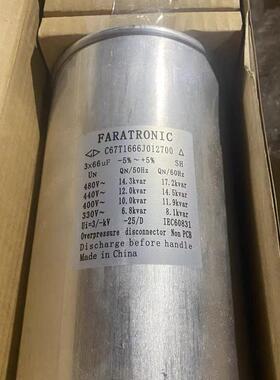 FARATRONIC
C67T1666J012700 △
3x66uF -5%~+5% SH
Un QN/50Hz Qn/60Hz
480V~ 14.3kvar 17.2kvar
440V~ 12.0kvar 14.5kvar
400V~ 10.0kvar 11.9kvar
330V~ 6.8kvar 8.1kvar
Ui=3/-kV -25/D IEC60831
Overpressure disconnector Non PCB
Discharge before handle
Made in China